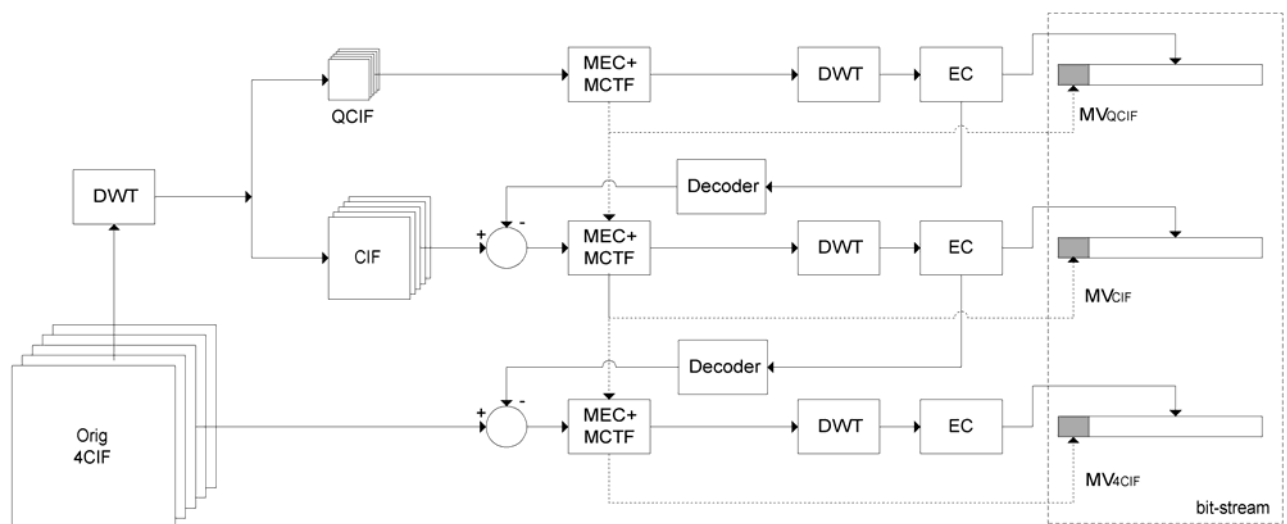 QCIF
MEC+
MCTF
DWT
EC
MVQCIF
DWT
Decoder
CIF
+
-
MEC+
MCTF
DWT
EC
MVCIF
Decoder
Orig
4CIF
+
-
MEC+
MCTF
DWT
EC
MV4CIF
bit-stream